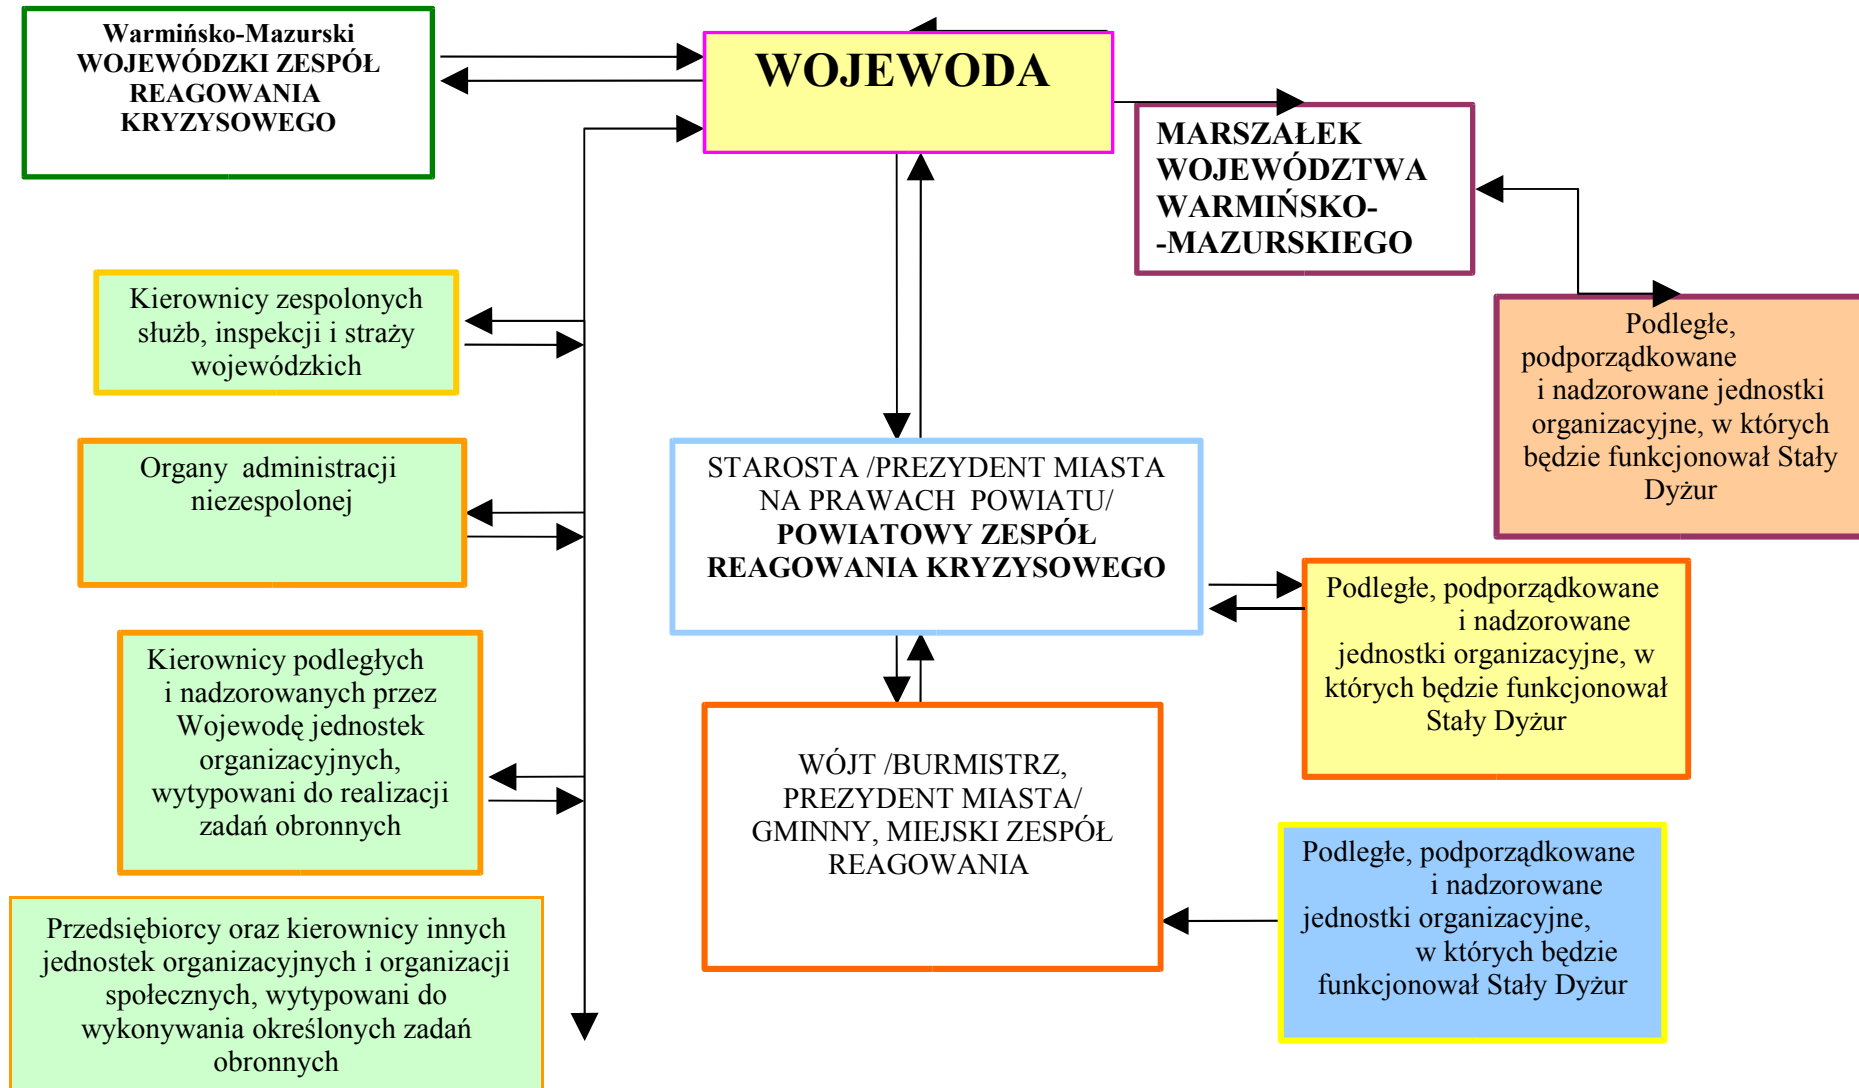 Warmińsko-Mazurski
WOJEWÓDZKI ZESPÓŁ
REAGOWANIA
KRYZYSOWEGO
WOJEWODA
MARSZAŁEK
WOJEWÓDZTWA
WARMIŃSKO-
-MAZURSKIEGO
Kierownicy zespolonych
służb, inspekcji i straży
wojewódzkich
Podległe,
podporządkowane
i nadzorowane jednostki
organizacyjne, w których
będzie funkcjonował Stały
Dyżur
Organy administracji
niezespolonej
STAROSTA /PREZYDENT MIASTA
NA PRAWACH POWIATU/
POWIATOWY ZESPÓŁ
REAGOWANIA KRYZYSOWEGO
Podległe, podporządkowane
i nadzorowane
jednostki organizacyjne, w
których będzie funkcjonował
Stały Dyżur
Kierownicy podległych
i nadzorowanych przez
Wojewodę jednostek
organizacyjnych,
wytypowani do realizacji
zadań obronnych
WÓJT /BURMISTRZ,
PREZYDENT MIASTA/
GMINNY, MIEJSKI ZESPÓŁ
REAGOWANIA
Podległe, podporządkowane
i nadzorowane
jednostki organizacyjne,
w których będzie
funkcjonował Stały Dyżur
Przedsiębiorcy oraz kierownicy innych
jednostek organizacyjnych i organizacji
społecznych, wytypowani do
wykonywania określonych zadań
obronnych